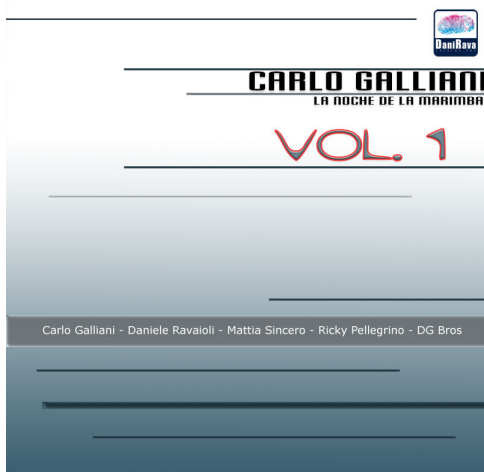 DaniRava
CARLO GALLIANI
LA NOCHE DE LA MARIMBA
VOL. 1
Carlo Galliani - Daniele Ravaioli - Mattia Sincero - Ricky Pellegrino - DG Bros